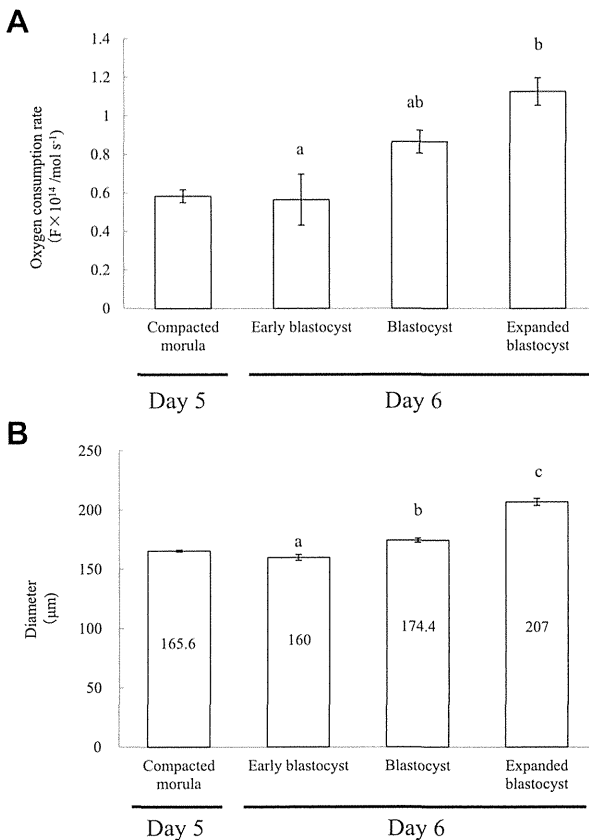 A
Oxygen consumption rate
(F×10¹⁴ /mol s⁻¹)
1.4
1.2
1
0.8
0.6
0.4
0.2
0
a
ab
b
Compacted
morula
Early blastocyst
Blastocyst
Expanded
blastocyst
Day 5
Day 6
B
Diameter
(μm)
250
200
150
100
50
0
a
b
c
165.6
160
174.4
207
Compacted
morula
Early blastocyst
Blastocyst
Expanded
blastocyst
Day 5
Day 6